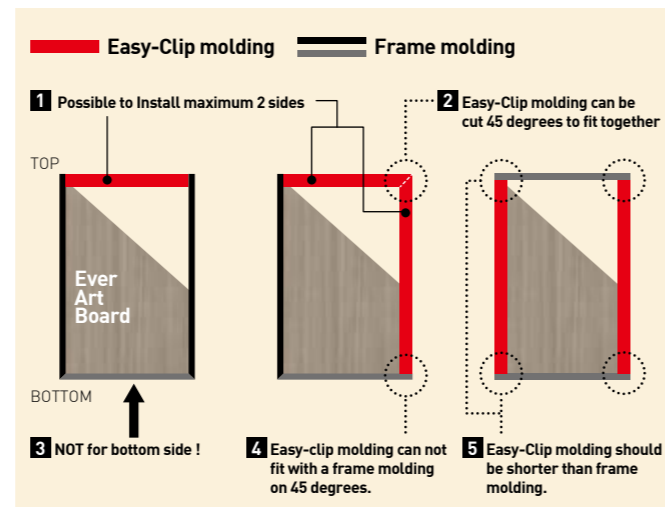 Easy-Clip molding
Frame molding
1 Possible to Install maximum 2 sides
2 Easy-Clip molding can be
cut 45 degrees to fit together
TOP
Ever
Art
Board
BOTTOM
3 NOT for bottom side !
4 Easy-clip molding can not
fit with a frame molding
on 45 degrees.
5 Easy-Clip molding should
be shorter than frame
molding.